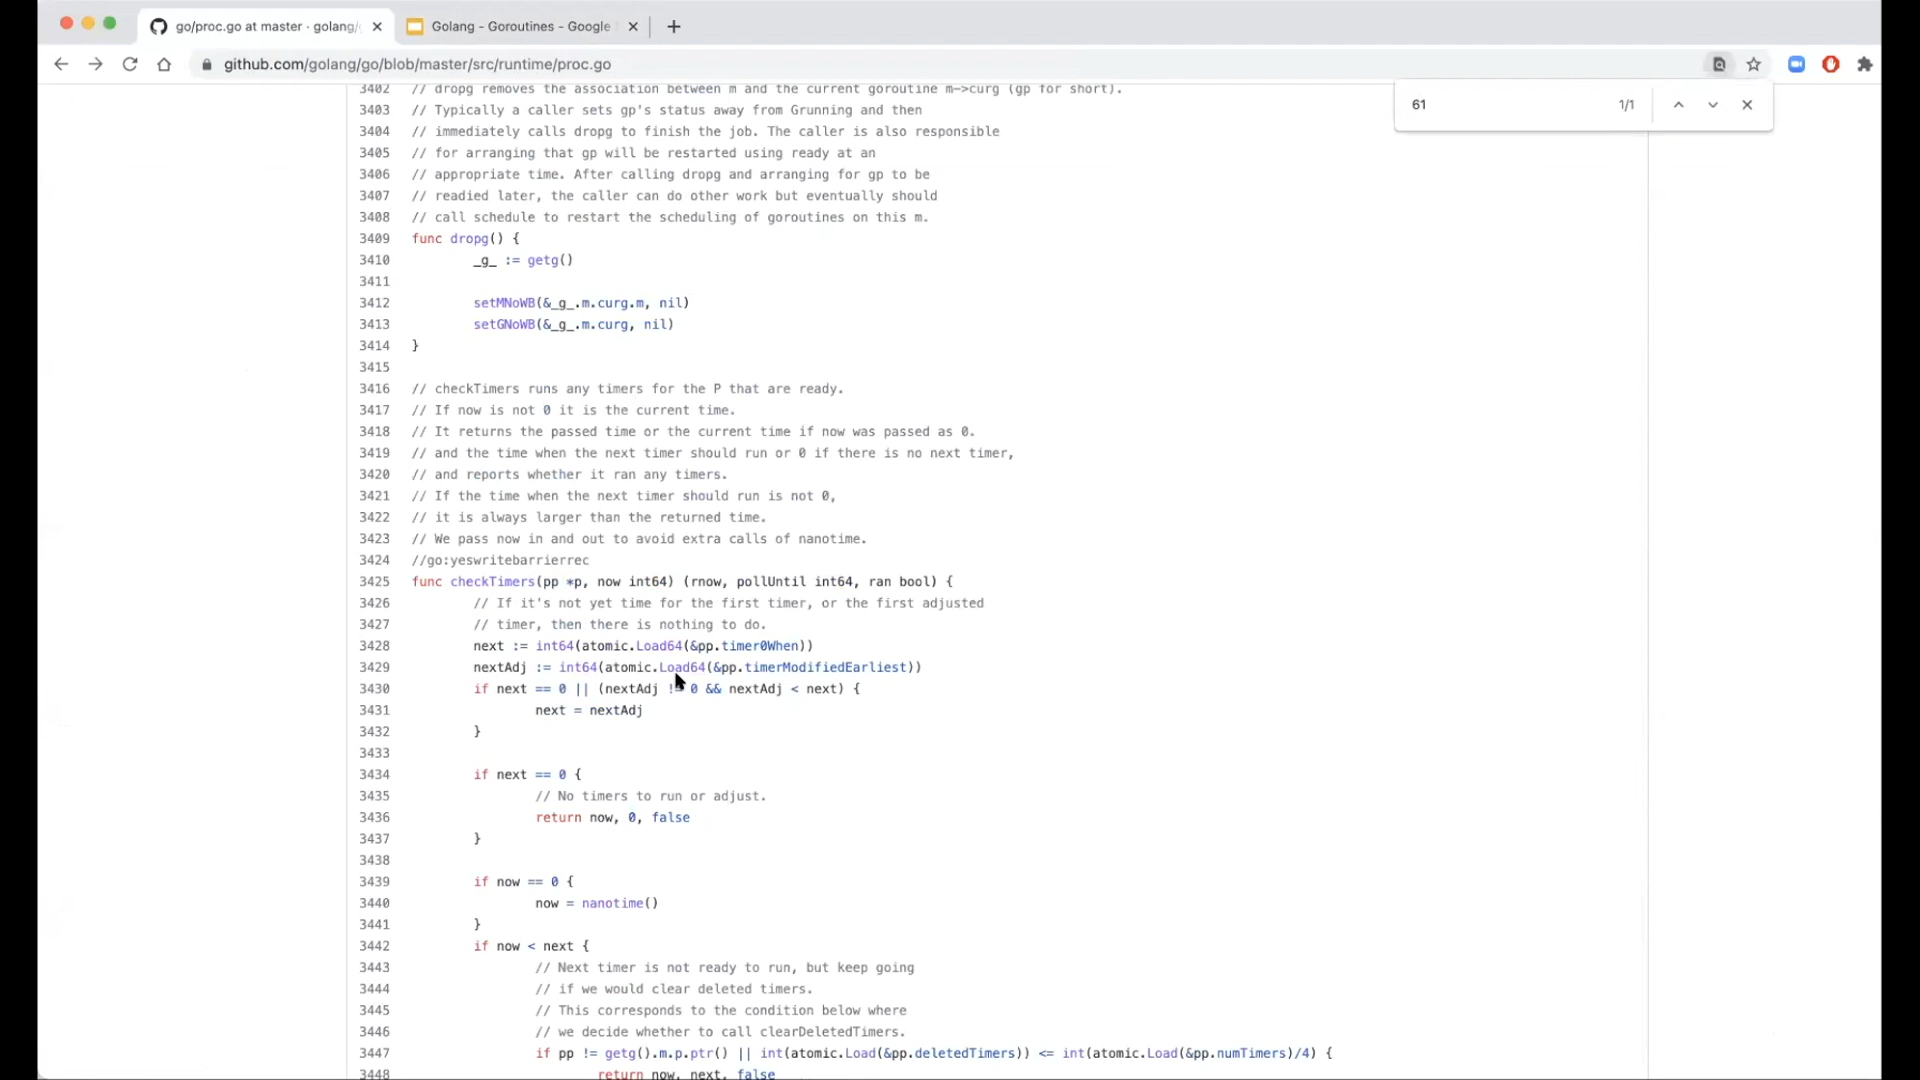 go/proc.go at master · golang/
Golang - Goroutines - Google
github.com/golang/go/blob/master/src/runtime/proc.go
61 1/1
3402 // dropg removes the association between m and the current goroutine m->curg (gp for short).
3403 // Typically a caller sets gp's status away from Grunning and then
3404 // immediately calls dropg to finish the job. The caller is also responsible
3405 // for arranging that gp will be restarted using ready at an
3406 // appropriate time. After calling dropg and arranging for gp to be
3407 // readied later, the caller can do other work but eventually should
3408 // call schedule to restart the scheduling of goroutines on this m.
3409 func dropg() {
3410 _g_ := getg()
3411
3412 setMNoWB(&_g_.m.curg.m, nil)
3413 setGNoWB(&_g_.m.curg, nil)
3414 }
3415
3416 // checkTimers runs any timers for the P that are ready.
3417 // If now is not 0 it is the current time.
3418 // It returns the passed time or the current time if now was passed as 0.
3419 // and the time when the next timer should run or 0 if there is no next timer,
3420 // and reports whether it ran any timers.
3421 // If the time when the next timer should run is not 0,
3422 // it is always larger than the returned time.
3423 // We pass now in and out to avoid extra calls of nanotime.
3424 //go:yeswritebarrierrec
3425 func checkTimers(pp *p, now int64) (rnow, pollUntil int64, ran bool) {
3426 // If it's not yet time for the first timer, or the first adjusted
3427 // timer, then there is nothing to do.
3428 next := int64(atomic.Load64(&pp.timer0When))
3429 nextAdj := int64(atomic.Load64(&pp.timerModifiedEarliest))
3430 if next == 0 || (nextAdj != 0 && nextAdj < next) {
3431 next = nextAdj
3432 }
3433
3434 if next == 0 {
3435 // No timers to run or adjust.
3436 return now, 0, false
3437 }
3438
3439 if now == 0 {
3440 now = nanotime()
3441 }
3442 if now < next {
3443 // Next timer is not ready to run, but keep going
3444 // if we would clear deleted timers.
3445 // This corresponds to the condition below where
3446 // we decide whether to call clearDeletedTimers.
3447 if pp != getg().m.p.ptr() || int(atomic.Load(&pp.deletedTimers)) <= int(atomic.Load(&pp.numTimers)/4) {
3448 return now, next, false